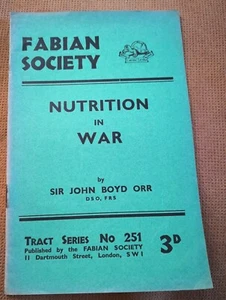 FABIAN
SOCIETY
NUTRITION
IN
WAR
by
SIR JOHN BOYD ORR
DSO, FRS
TRACT SERIES No 251
Published by the FABIAN SOCIETY
11 Dartmouth Street, London, SW1
3D